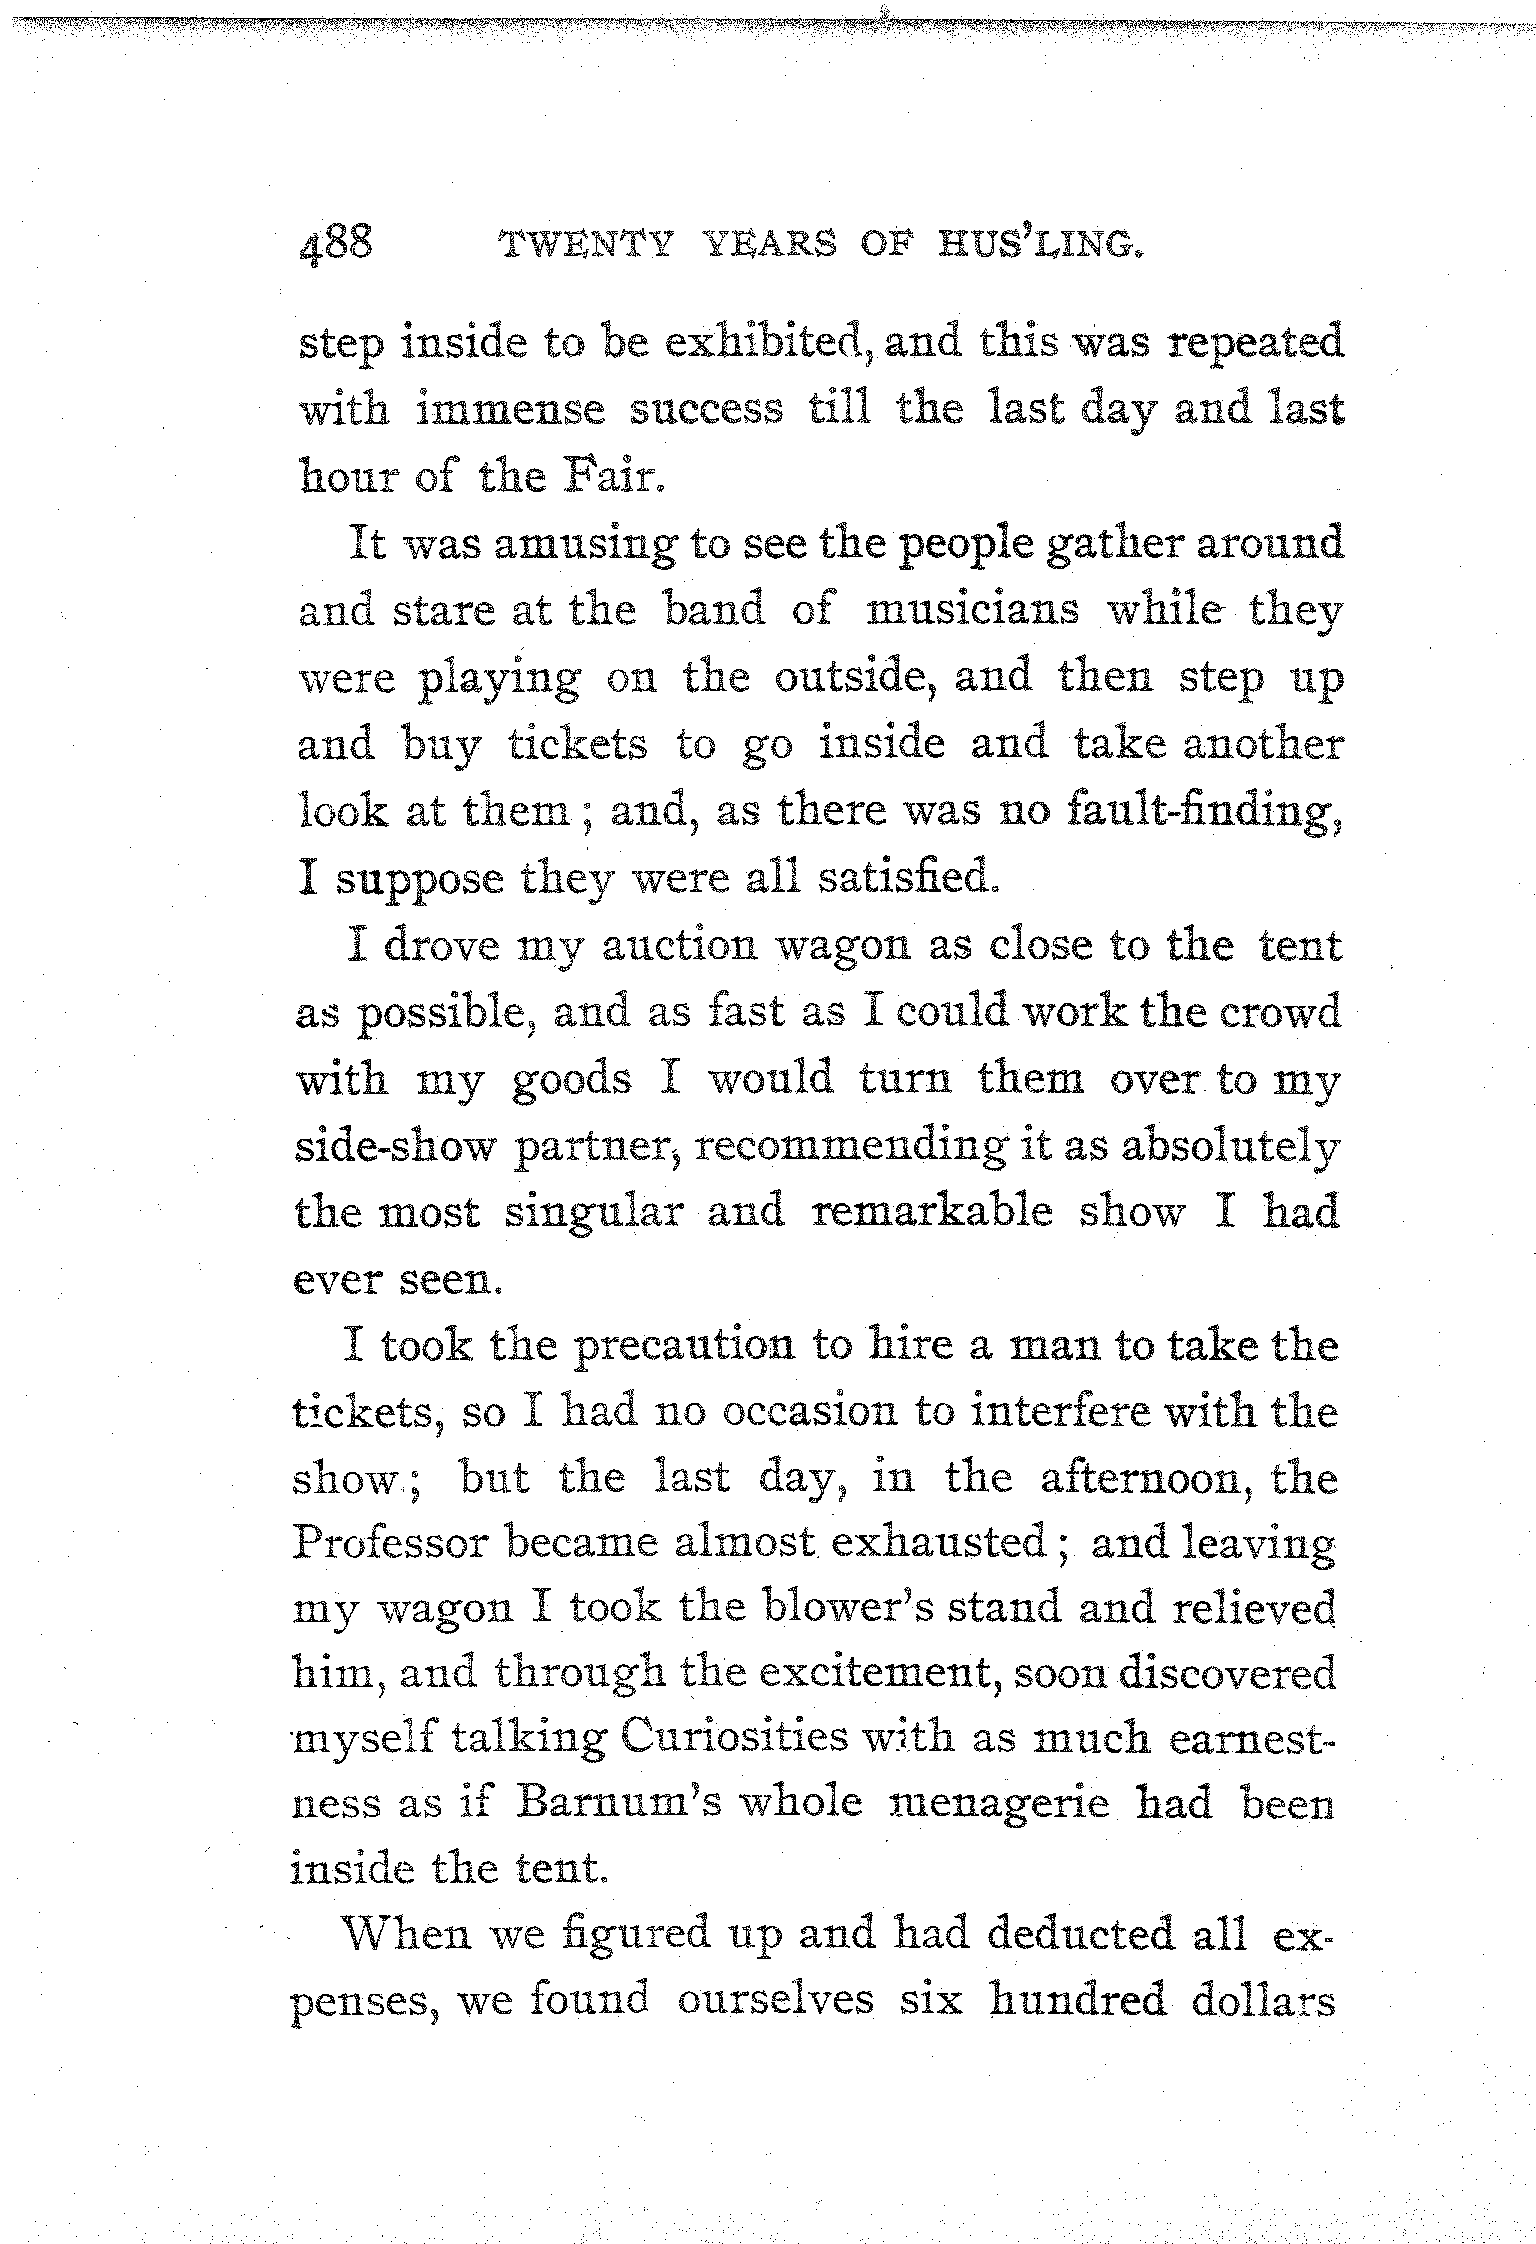 488 TWENTY YEARS OF HUS'LING.
step inside to be exhibited, and this was repeated
with immense success till the last day and last
hour of the Fair.
It was amusing to see the people gather around
and stare at the band of musicians while they
were playing on the outside, and then step up
and buy tickets to go inside and take another
look at them ; and, as there was no fault-finding,
I suppose they were all satisfied.
I drove my auction wagon as close to the tent
as possible, and as fast as I could work the crowd
with my goods I would turn them over to my
side-show partner, recommending it as absolutely
the most singular and remarkable show I had
ever seen.
I took the precaution to hire a man to take the
tickets, so I had no occasion to interfere with the
show ; but the last day, in the afternoon, the
Professor became almost exhausted ; and leaving
my wagon I took the blower's stand and relieved
him, and through the excitement, soon discovered
myself talking Curiosities with as much earnest-
ness as if Barnum's whole menagerie had been
inside the tent.
When we figured up and had deducted all ex-
penses, we found ourselves six hundred dollars